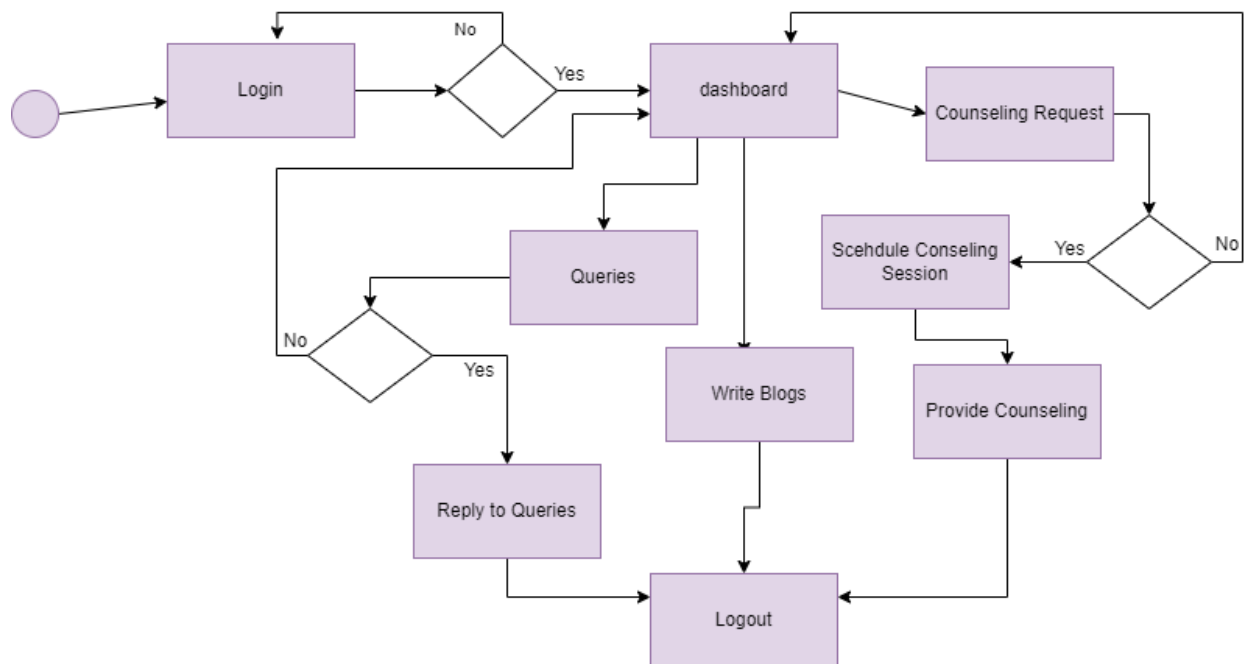 No
Login
Yes
dashboard
Counseling Request
Queries
Scehdule Conseling
Session
Yes
No
No
Yes
Write Blogs
Provide Counseling
Reply to Queries
Logout